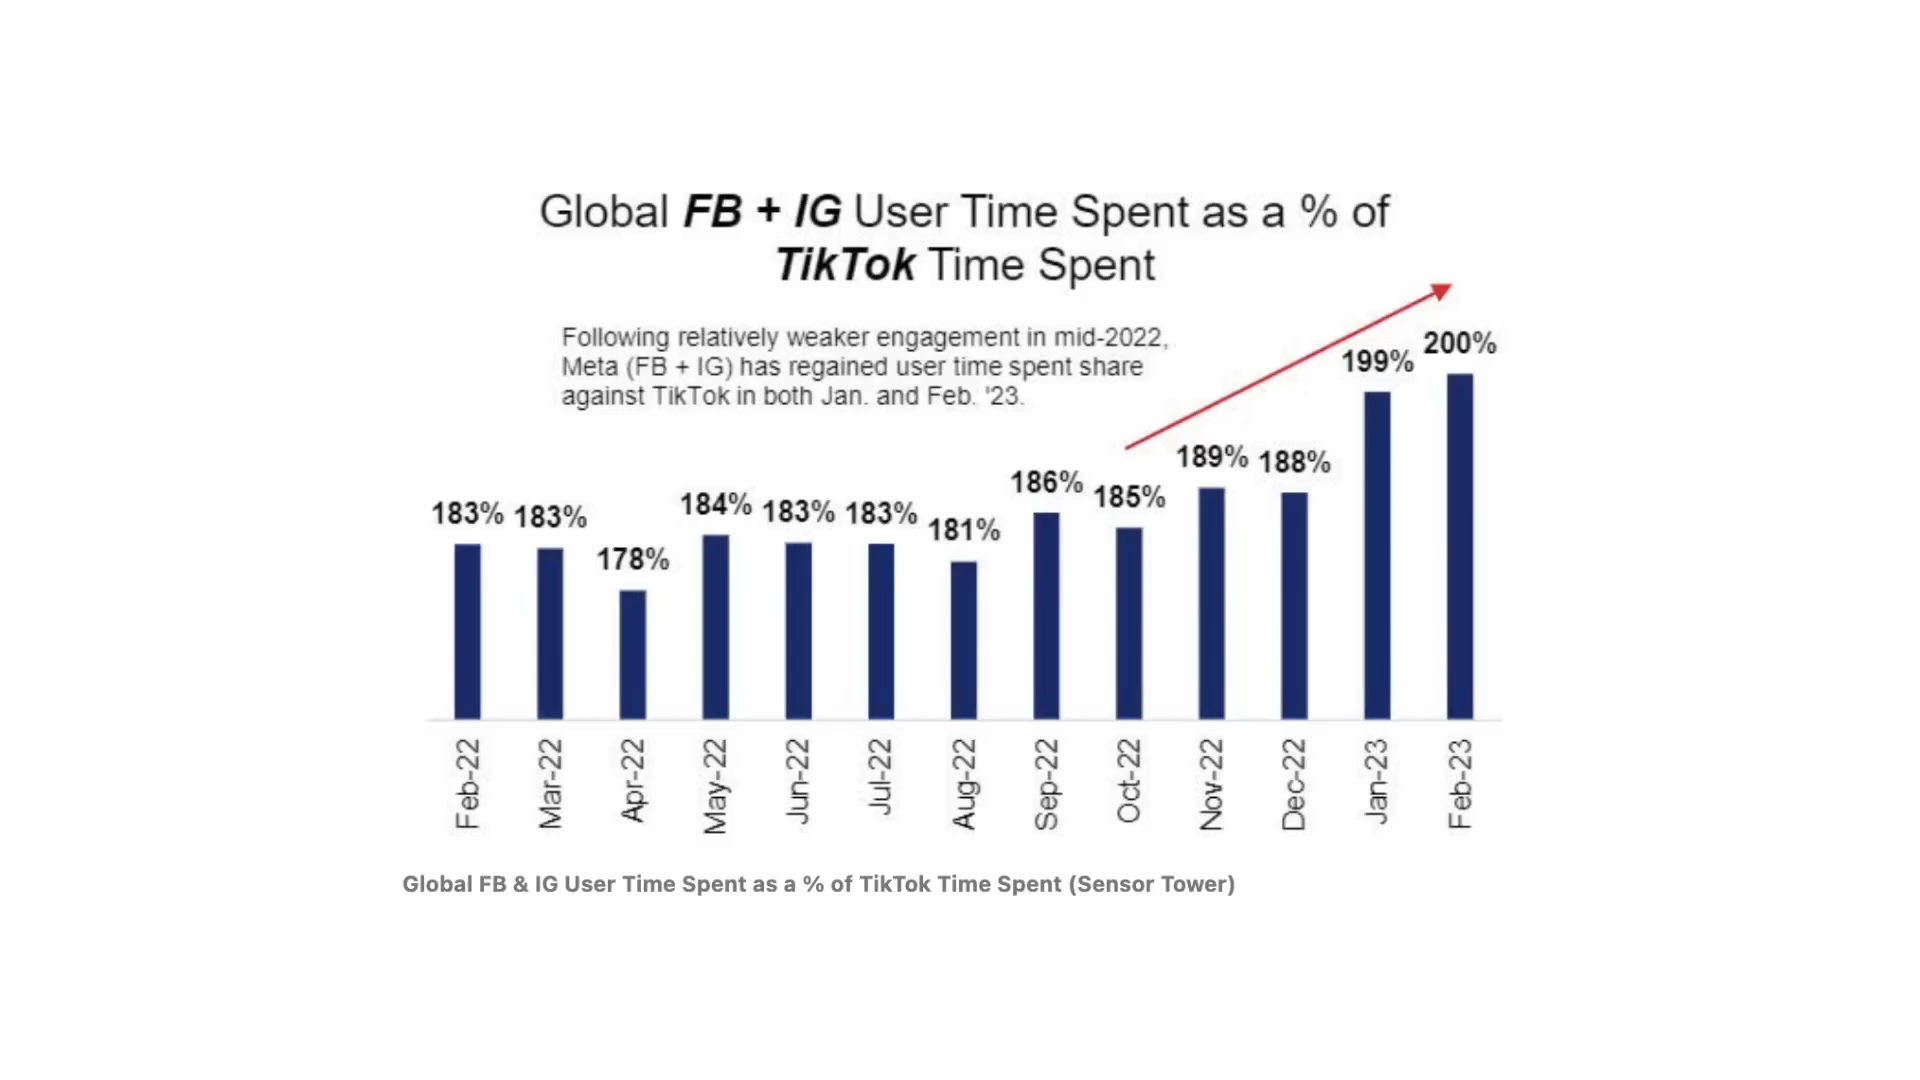 Global FB + IG User Time Spent as a % of
TikTok Time Spent
Following relatively weaker engagement in mid-2022,
Meta (FB + IG) has regained user time spent share
against TikTok in both Jan. and Feb. '23.
183% 183% 178% 184% 183% 183% 181% 186% 185% 189% 188% 199% 200%
Feb-22 Mar-22 Apr-22 May-22 Jun-22 Jul-22 Aug-22 Sep-22 Oct-22 Nov-22 Dec-22 Jan-23 Feb-23
Global FB & IG User Time Spent as a % of TikTok Time Spent (Sensor Tower)